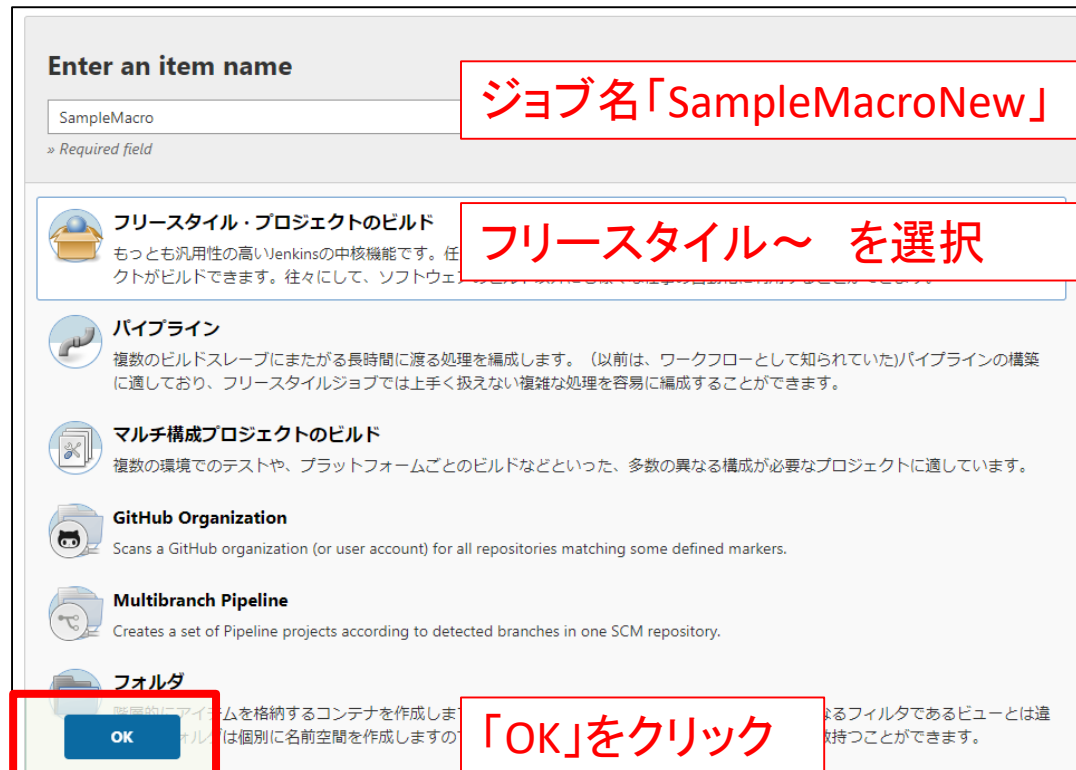 Enter an item name
ジョブ名「SampleMacroNew」
SampleMacro
» Required field
フリースタイル・プロジェクトのビルド
フリースタイル～ を選択
もっとも汎用性の高いJenkinsの中核機能です。任
クトがビルドできます。往々にして、ソフトウェ
パイプライン
複数のビルドスレーブにまたがる長時間に渡る処理を編成します。（以前は、ワークフローとして知られていた)パイプラインの構築
に適しており、フリースタイルジョブでは上手く扱えない複雑な処理を容易に編成することができます。
マルチ構成プロジェクトのビルド
複数の環境でのテストや、プラットフォームごとのビルドなどといった、多数の異なる構成が必要なプロジェクトに適しています。
GitHub Organization
Scans a GitHub organization (or user account) for all repositories matching some defined markers.
Multibranch Pipeline
Creates a set of Pipeline projects according to detected branches in one SCM repository.
フォルダ
階層的にアイテムを格納するコンテナを作成しま
なるフィルタであるビューとは違
OK
ルダは個別に名前空間を作成しますの
「OK」をクリック
持つことができます。